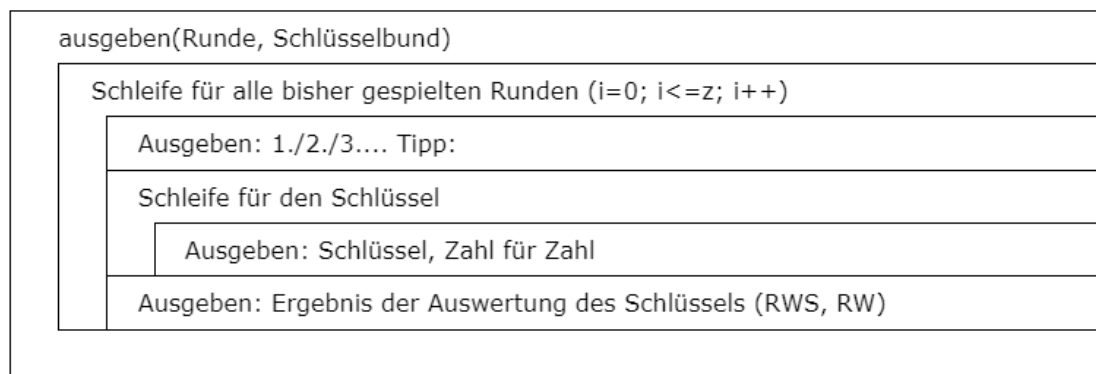 ausgeben(Runde, Schlüsselbund)
Schleife für alle bisher gespielten Runden (i=0; i<=z; i++)
Ausgeben: 1./2./3.... Tipp:
Schleife für den Schlüssel
Ausgeben: Schlüssel, Zahl für Zahl
Ausgeben: Ergebnis der Auswertung des Schlüssels (RWS, RW)